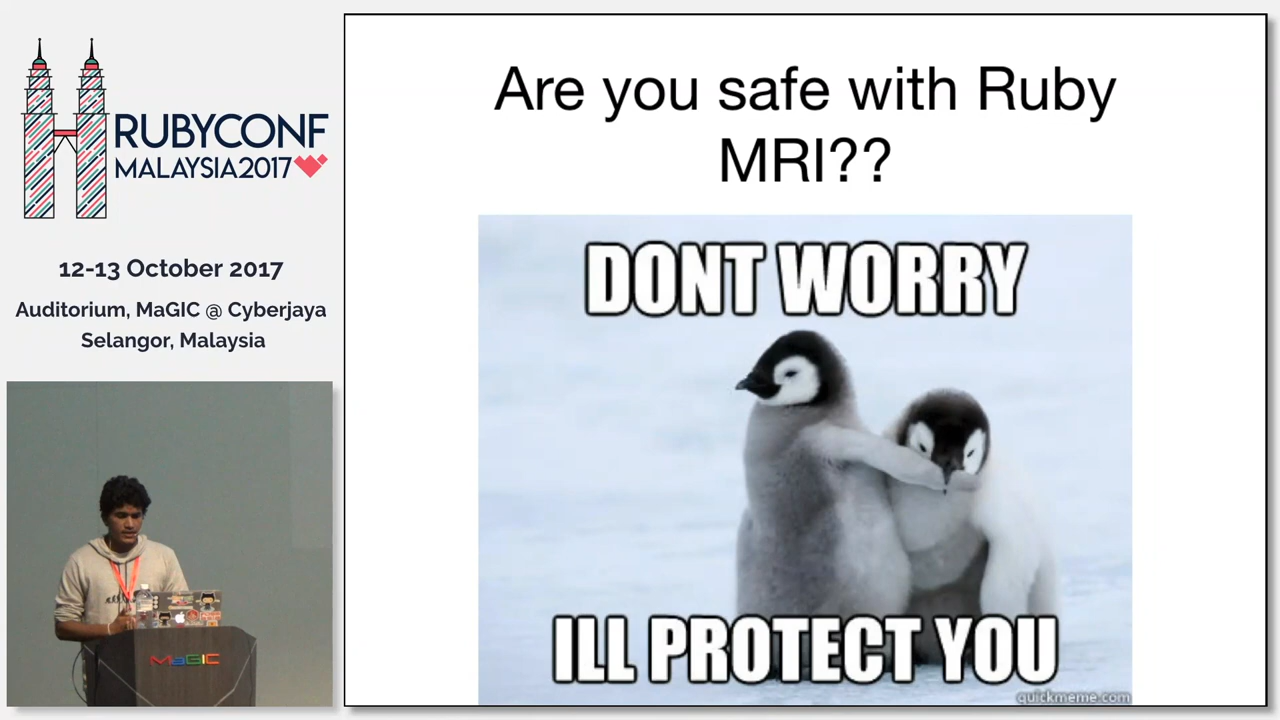 RUBYCONF
MALAYSIA2017
12-13 October 2017
Auditorium, MaGIC @ Cyberjaya
Selangor, Malaysia
MaGIC
Are you safe with Ruby
MRI??
DONT WORRY
ILL PROTECT YOU
quickmeme.com